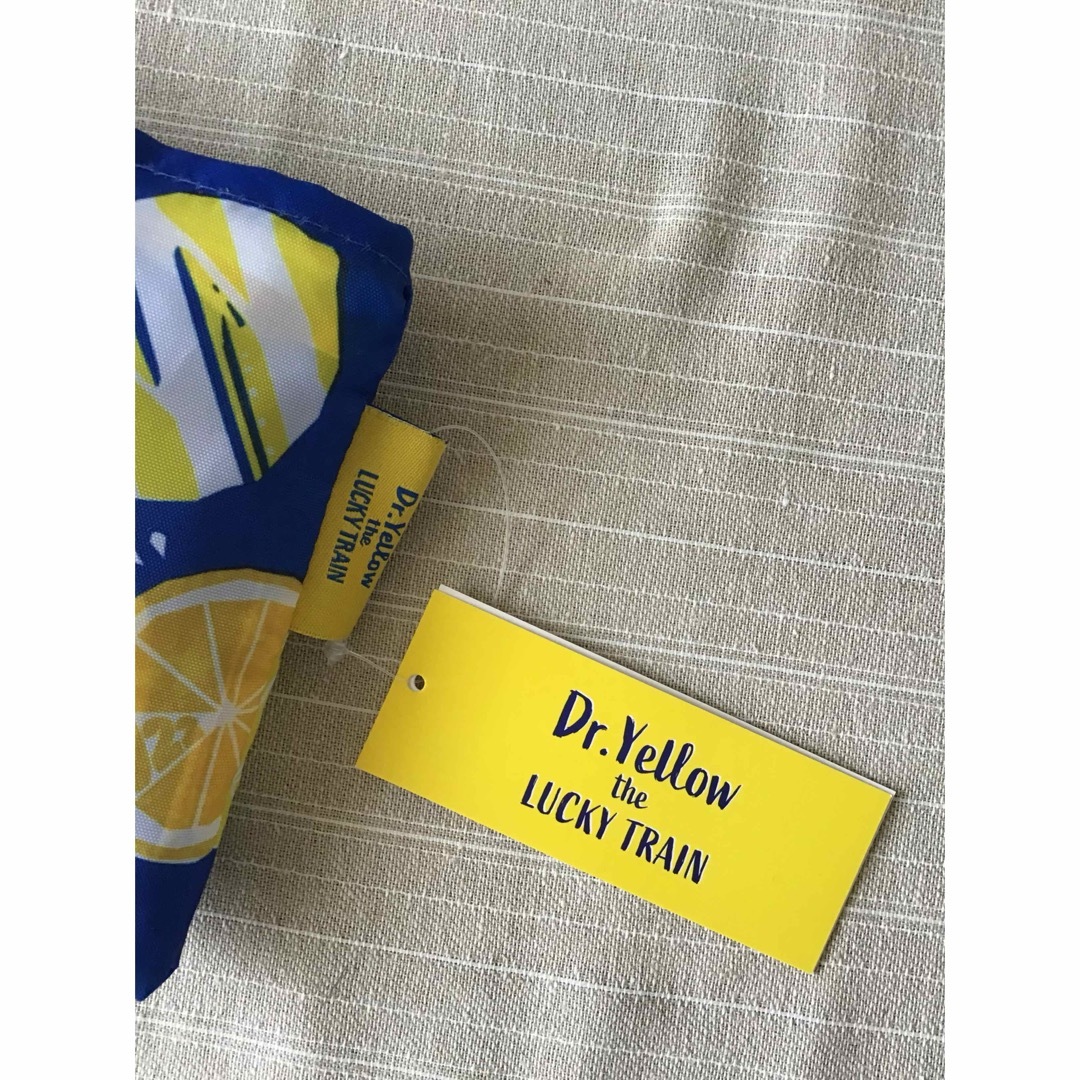 Dr.Yellow
the
LUCKY TRAIN
Dr.Yellow
the
LUCKY TRAIN